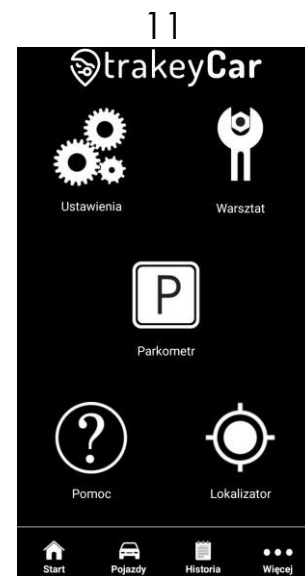 11
trakeyCar
Ustawienia Warsztat
P
Parkometr
?
Pomoc Lokalizator
Start Pojazdy Historia Więcej